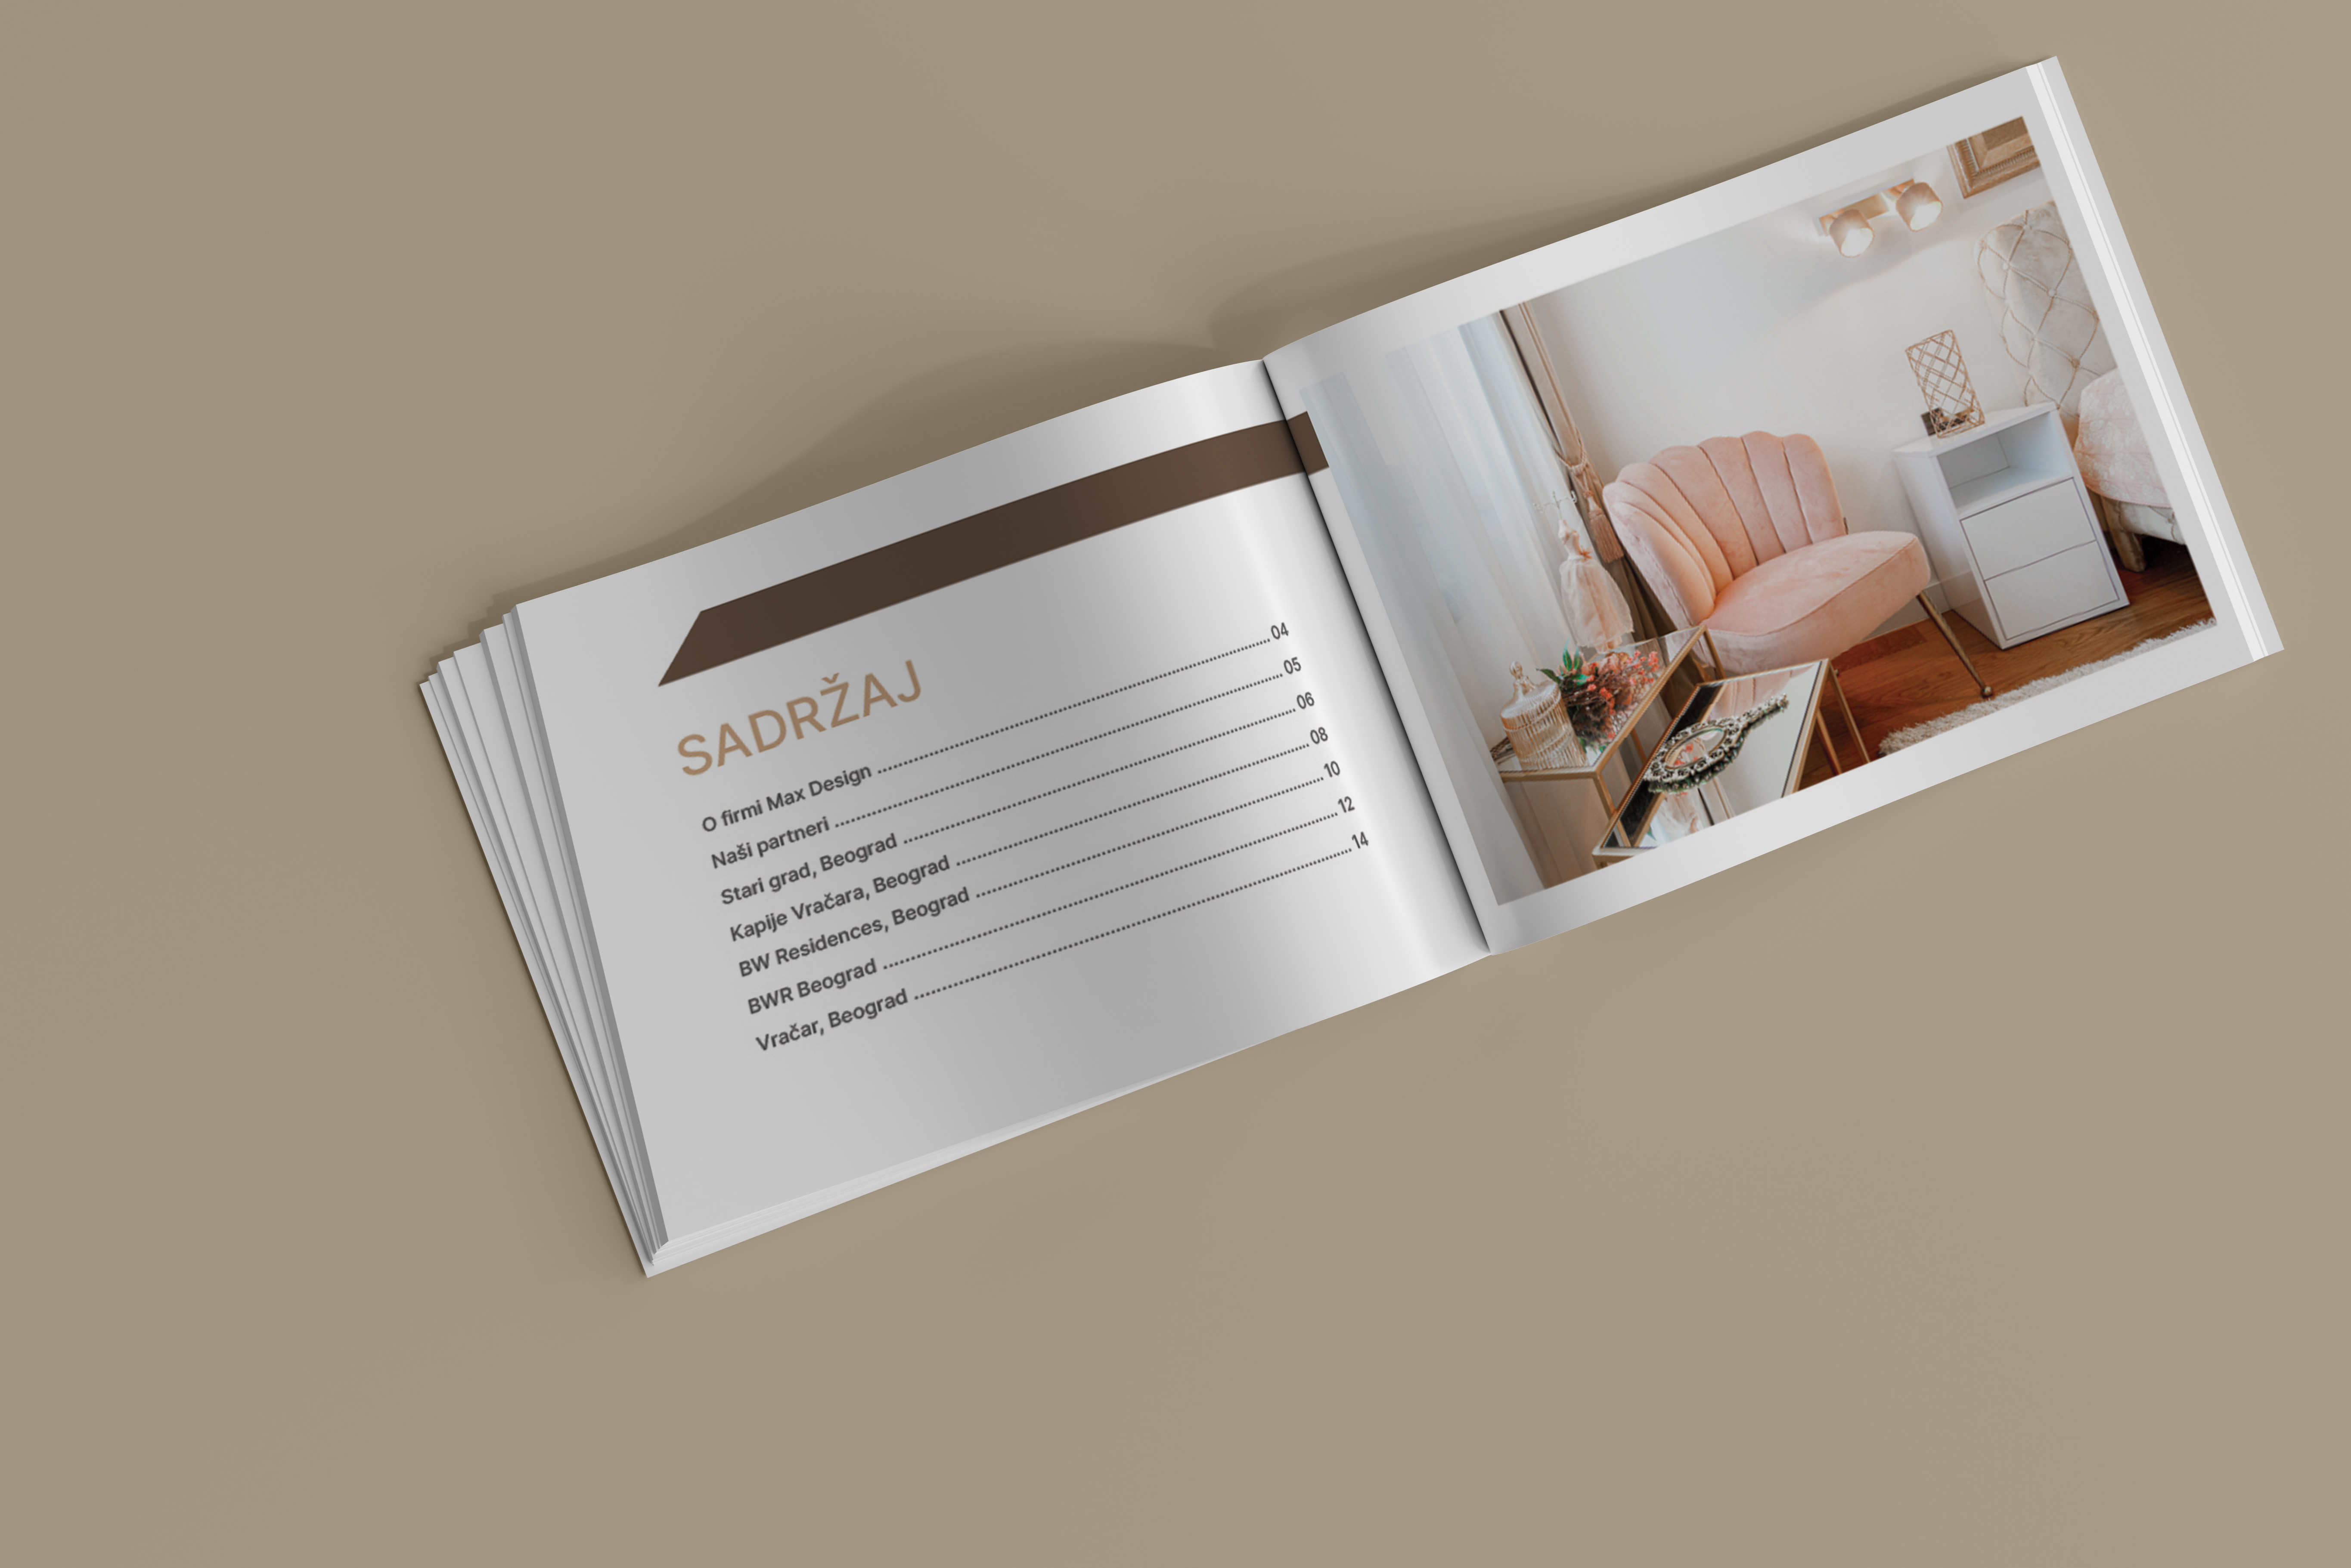 SADRŽAJ
O firmi Max Design ........................ 04
Naši partneri ........................ 05
Stari grad, Beograd ........................ 06
Kapije Vračara, Beograd ........................ 08
BW Residences, Beograd ........................ 10
BWR Beograd ........................ 12
Vračar, Beograd ........................ 14